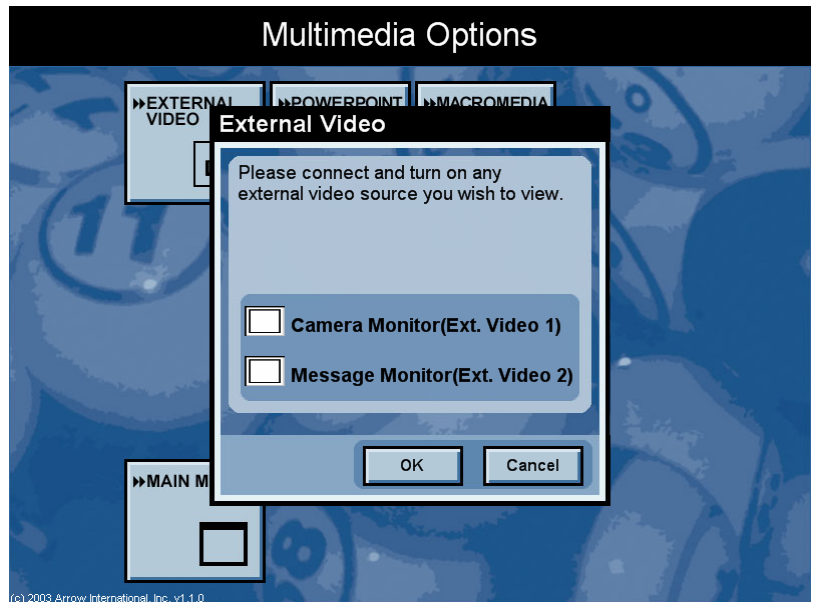 Multimedia Options
»EXTERNAL
VIDEO
»POWERPOINT
»MACROMEDIA
External Video
Please connect and turn on any
external video source you wish to view.
Camera Monitor(Ext. Video 1)
Message Monitor(Ext. Video 2)
OK
Cancel
»MAIN M
(c) 2003 Arrow International, Inc. v1.1.0
11